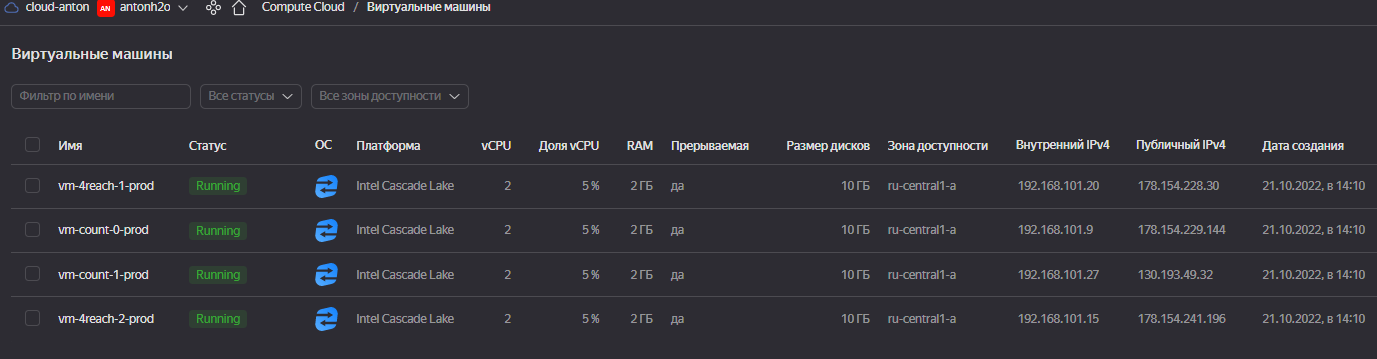 cloud-anton AN antonh2o Compute Cloud / Виртуальные машины
Виртуальные машины
Фильтр по имени Все статусы Все зоны доступности
Имя Статус ОС Платформа vCPU Доля vCPU RAM Прерываемая Размер дисков Зона доступности Внутренний IPv4 Публичный IPv4 Дата создания
vm-4reach-1-prod Running Intel Cascade Lake 2 5 % 2 ГБ да 10 ГБ ru-central1-a 192.168.101.20 178.154.228.30 21.10.2022, в 14:10
vm-count-0-prod Running Intel Cascade Lake 2 5 % 2 ГБ да 10 ГБ ru-central1-a 192.168.101.9 178.154.229.144 21.10.2022, в 14:10
vm-count-1-prod Running Intel Cascade Lake 2 5 % 2 ГБ да 10 ГБ ru-central1-a 192.168.101.27 130.193.49.32 21.10.2022, в 14:10
vm-4reach-2-prod Running Intel Cascade Lake 2 5 % 2 ГБ да 10 ГБ ru-central1-a 192.168.101.15 178.154.241.196 21.10.2022, в 14:10